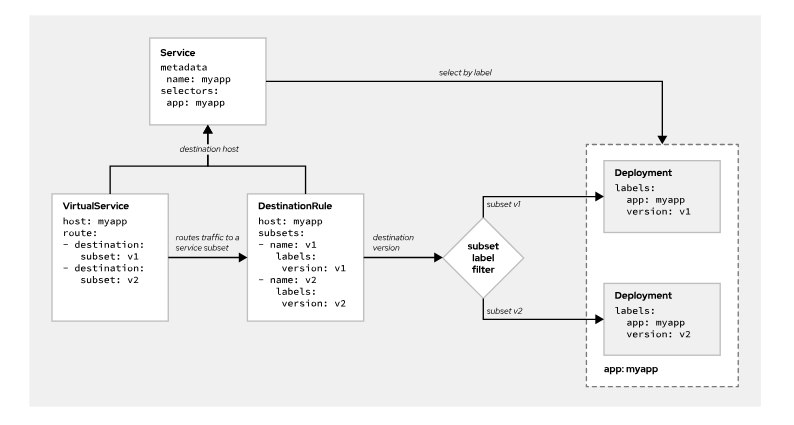 Service
metadata
 name: myapp
selectors:
 app: myapp
select by label
destination host
VirtualService
host: myapp
route:
- destination:
  subset: v1
- destination:
  subset: v2
routes traffic to a
service subset
DestinationRule
host: myapp
subsets:
- name: v1
  labels:
   version: v1
- name: v2
  labels:
   version: v2
destination
version
subset
label
filter
subset v1
subset v2
Deployment
labels:
  app: myapp
  version: v1
Deployment
labels:
  app: myapp
  version: v2
app: myapp